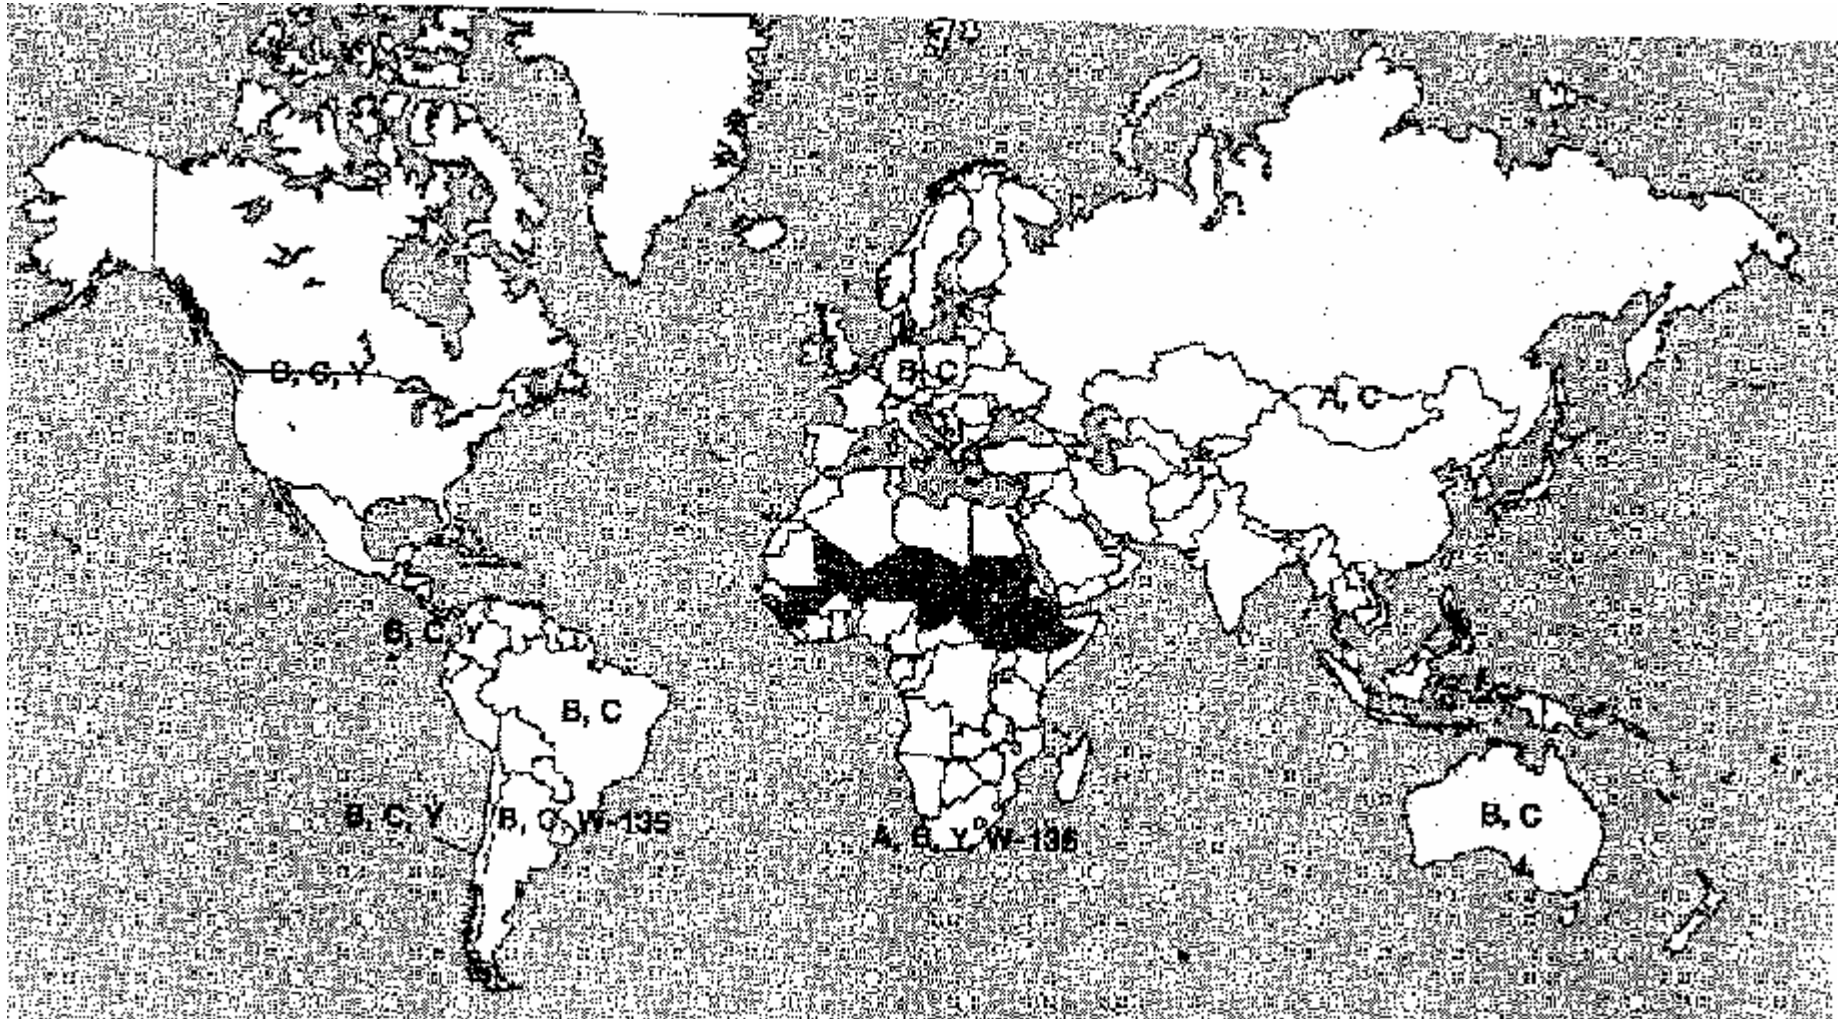 B, C, Y
B, C
A, C
B, C, Y
B, C
B, C, Y
B, C, W-135
A, B, Y, W-135
B, C